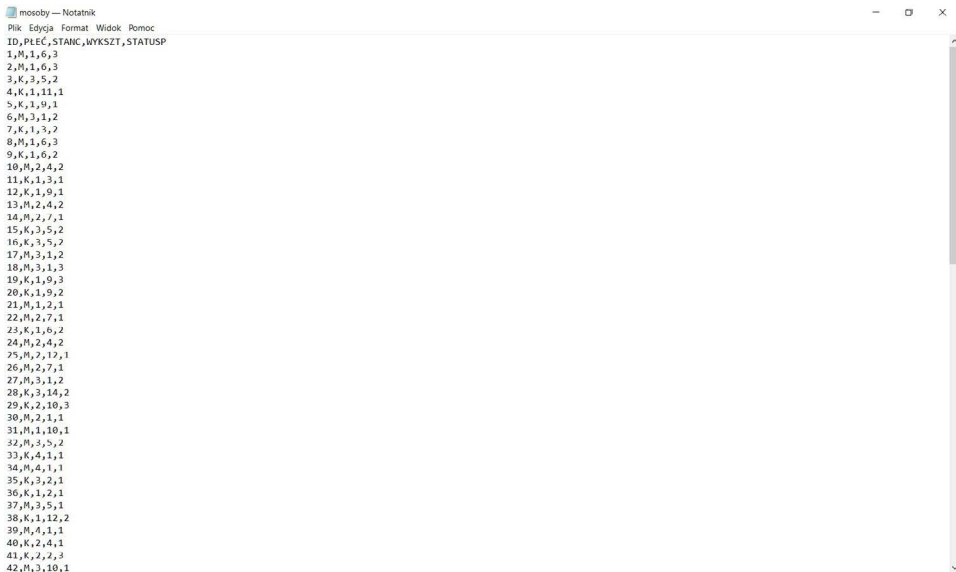 mosoby — Notatnik
Plik Edycja Format Widok Pomoc
ID,PŁEĆ,STANC,WYKSZT,STATUSP
1,M,1,6,3
2,M,1,6,3
3,K,3,5,2
4,K,1,11,1
5,K,1,9,1
6,M,3,1,2
7,K,1,3,2
8,M,1,6,3
9,K,1,6,2
10,M,2,4,2
11,K,1,3,1
12,K,1,9,1
13,M,2,4,2
14,M,2,7,1
15,K,3,5,2
16,K,3,5,2
17,M,3,1,2
18,M,3,1,3
19,K,1,9,3
20,K,1,9,2
21,M,1,2,1
22,M,2,7,1
23,K,1,6,2
24,M,2,4,2
25,M,2,12,1
26,M,2,7,1
27,M,3,1,2
28,K,3,14,2
29,K,2,10,3
30,M,2,1,1
31,M,1,10,1
32,M,3,5,2
33,K,4,1,1
34,M,4,1,1
35,K,3,2,1
36,K,1,2,1
37,M,3,5,1
38,K,1,12,2
39,M,4,1,1
40,K,2,4,1
41,K,2,2,3
42,M,3,10,1